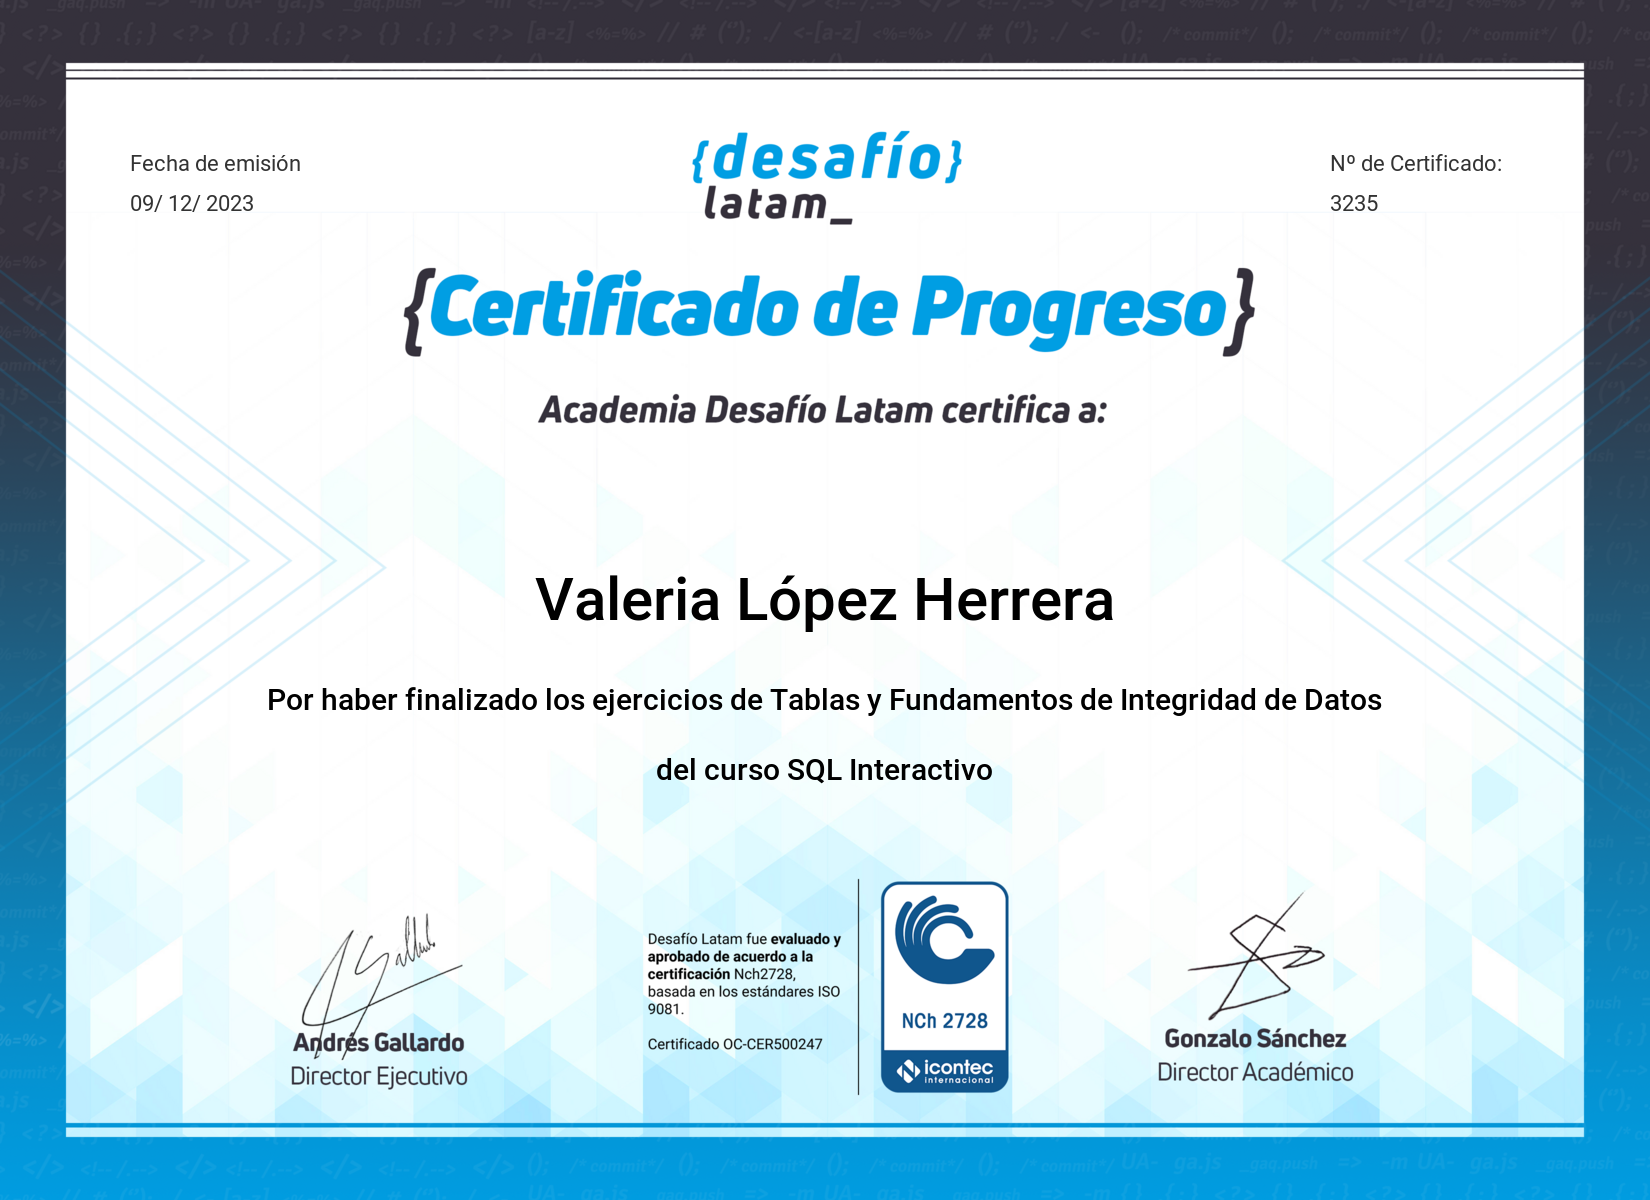 Fecha de emisión
09/ 12/ 2023
{desafío}
latam_
Nº de Certificado:
3235
{Certificado de Progreso}
Academia Desafío Latam certifica a:
Valeria López Herrera
Por haber finalizado los ejercicios de Tablas y Fundamentos de Integridad de Datos
del curso SQL Interactivo
Andrés Gallardo
Director Ejecutivo
Desafío Latam fue evaluado y
aprobado de acuerdo a la
certificación Nch2728,
basada en los estándares ISO
9081.
Certificado OC-CER500247
NCh 2728
icontec
internacional
Gonzalo Sánchez
Director Académico